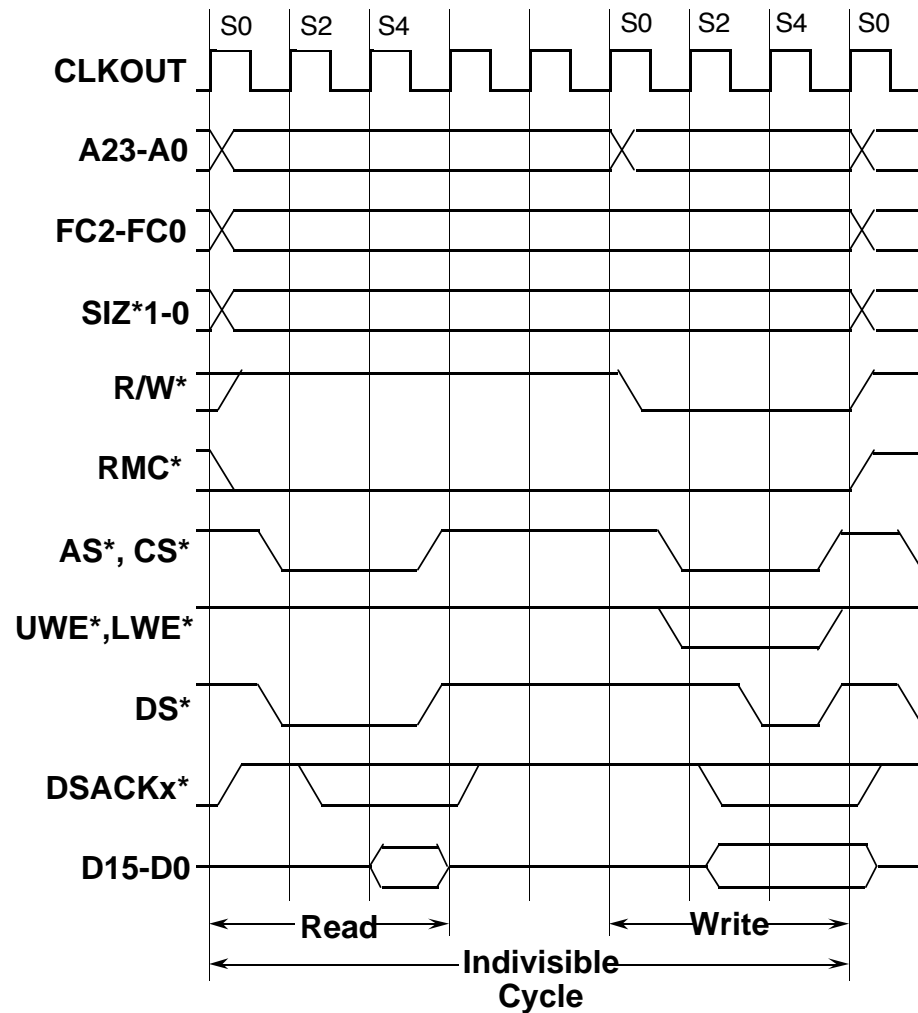 S0 S2 S4 S0 S2 S4 S0
CLKOUT
A23-A0
FC2-FC0
SIZ*1-0
R/W*
RMC*
AS*, CS*
UWE*,LWE*
DS*
DSACKx*
D15-D0
Read Write
Indivisible
Cycle